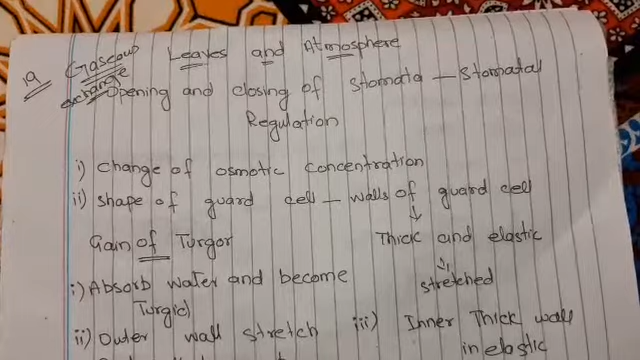 19 Gaseous exchange Leaves and Atmosphere
Opening and closing of Stomata — Stomatal
Regulation
i) change of osmotic concentration
ii) shape of guard cell — walls of guard cell
↓
Gain of Turgor Thick and elastic
↓
i) Absorb water and become stretched
Turgid
ii) Outer wall stretch iii) Inner Thick wall
inelastic